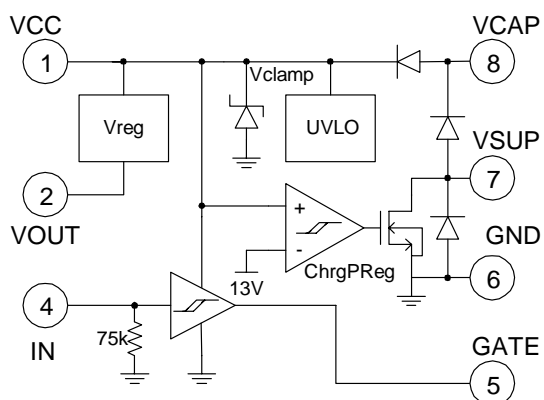 VCC
1
VCAP
8
Vclamp
Vreg
UVLO
VSUP
7
2
VOUT
+
-
ChrgPReg
13V
GND
6
4
IN
75k
GATE
5